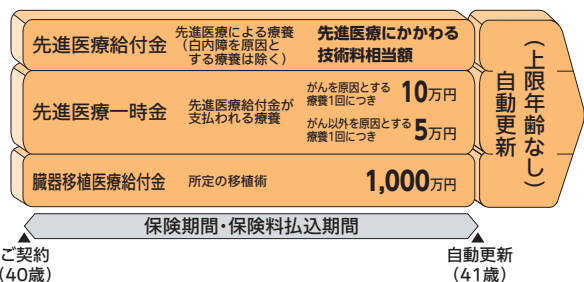 先進医療給付金
先進医療による療養
(白内障を原因と
する療養は除く)
先進医療にかかわる
技術料相当額
先進医療一時金
先進医療給付金が
支払われる療養
がんを原因とする
療養1回につき 10万円
がん以外を原因とする
療養1回につき 5万円
臓器移植医療給付金
所定の移植術
1,000万円
自動更新
(上限年齢なし)
保険期間・保険料払込期間
ご契約
(40歳)
自動更新
(41歳)